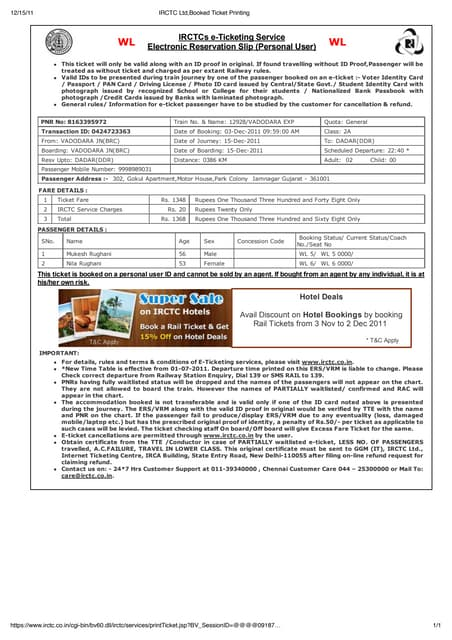 12/15/11 IRCTC Ltd,Booked Ticket Printing
IRCTCs e-Ticketing Service
WL Electronic Reservation Slip (Personal User) WL
• This ticket will only be valid along with an ID proof in original. If found travelling without ID Proof,Passenger will be
treated as without ticket and charged as per extant Railway rules.
• Valid IDs to be presented during train journey by one of the passenger booked on an e-ticket :- Voter Identity Card
/ Passport / PAN Card / Driving License / Photo ID card issued by Central/State Govt./ Student Identity Card with
photograph issued by recognized School or College for their students / Nationalized Bank Passbook with
photograph /Credit Cards issued by Banks with laminated photograph.
• General rules/ Information for e-ticket passenger have to be studied by the customer for cancellation & refund.
PNR No: 8163395972 Train No. & Name: 12928/VADODARA EXP Quota: General
Transaction ID: 0424723363 Date of Booking: 03-Dec-2011 09:59:00 AM Class: 2A
From: VADODARA JN(BRC) Date of Journey: 15-Dec-2011 To: DADAR(DDR)
Boarding: VADODARA JN(BRC) Date of Boarding: 15-Dec-2011 Scheduled Departure: 22:40 *
Resv Upto: DADAR(DDR) Distance: 0386 KM Adult: 02 Child: 00
Passenger Mobile Number: 9998989031
Passenger Address :- 302, Gokul Apartment,Motor House,Park Colony Jamnagar Gujarat - 361001
FARE DETAILS :
1 Ticket Fare Rs. 1348 Rupees One Thousand Three Hundred and Forty Eight Only
2 IRCTC Service Charges Rs. 20 Rupees Twenty Only
3 Total Rs. 1368 Rupees One Thousand Three Hundred and Sixty Eight Only
PASSENGER DETAILS :
SNo. Name Age Sex Concession Code Booking Status/ Current Status/Coach
No./Seat No
1 Mukesh Rughani 56 Male WL 5/ WL 5 0000/
2 Nila Rughani 53 Female WL 6/ WL 6 0000/
This ticket is booked on a personal user ID and cannot be sold by an agent. If bought from an agent by any individual, it is at
his/her own risk.
Super Sale
on IRCTC Hotels
Book a Rail Ticket & Get
15% Off on Hotel Deals
*T&C Apply
Hotel Deals
Avail Discount on Hotel Bookings by booking
Rail Tickets from 3 Nov to 2 Dec 2011
* T&C Apply
IMPORTANT:
• For details, rules and terms & conditions of E-Ticketing services, please visit www.irctc.co.in.
• *New Time Table is effective from 01-07-2011. Departure time printed on this ERS/VRM is liable to change. Please
Check correct departure from Railway Station Enquiry, Dial 139 or SMS RAIL to 139.
• PNRs having fully waitlisted status will be dropped and the names of the passengers will not appear on the chart.
They are not allowed to board the train. However the names of PARTIALLY waitlisted/confirmed and RAC will
appear in the chart.
• The accommodation booked is not transferable and is valid only if one of the ID card noted above is presented
during the journey. The ERS/VRM along with the valid ID proof in original would be verified by TTE with the name
and PNR on the chart. If the passenger fail to produce/display ERS/VRM due to any eventuality (loss, damaged
mobile/laptop etc.) but has the prescribed original proof of identity, a penalty of Rs.50/- per ticket as applicable to
such cases will be levied. The ticket checking staff On board/Off board will give Excess Fare Ticket for the same.
• E-ticket cancellations are permitted through www.irctc.co.in by the user.
• Obtain certificate from the TTE /Conductor in case of PARTIALLY waitlisted e-ticket, LESS NO. OF PASSENGERS
travelled, A.C.FAILURE, TRAVEL IN LOWER CLASS. This original certificate must be sent to GGM (IT), IRCTC Ltd.,
Internet Ticketing Centre, IRCA Building, State Entry Road, New Delhi-110055 after filing on-line refund request for
claiming refund.
• Contact us on: - 24*7 Hrs Customer Support at 011-39340000 , Chennai Customer Care 044 – 25300000 or Mail To:
care@irctc.co.in.
https://www.irctc.co.in/cgi-bin/bv60.dll/irctc/services/printTicket.jsp?BV_SessionID=@@@@09187... 1/1